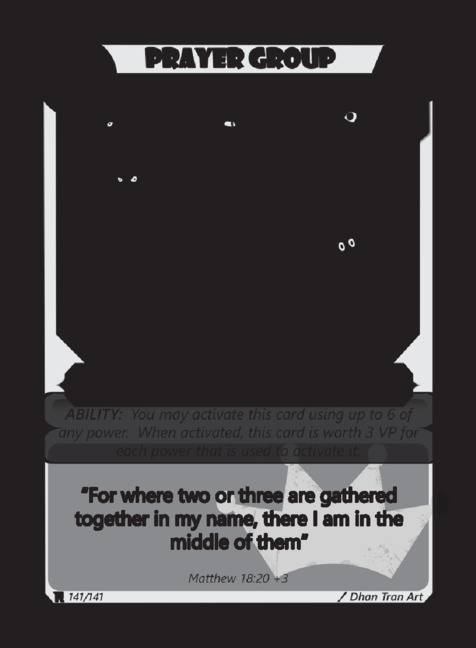 PRAYER GROUP
ABILITY: You may activate this card using up to 6 of
any power. When activated, this card is worth 3 VP for
each power that is used to activate it.
"For where two or three are gathered
together in my name, there I am in the
middle of them"
Matthew 18:20 +3
141/141
Dhan Tran Art